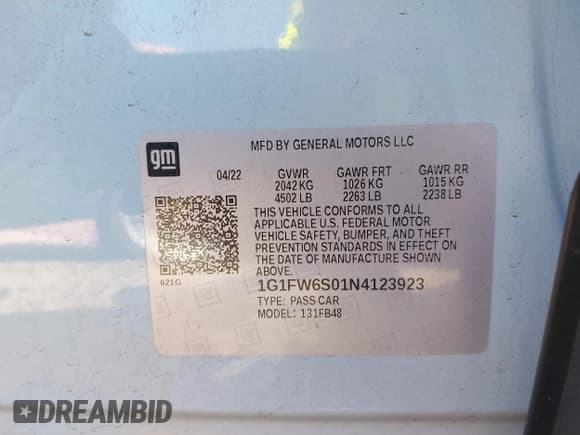 gm
MFD BY GENERAL MOTORS LLC
04/22 GVWR GAWR FRT GAWR RR
2042 KG 1026 KG 1015 KG
4502 LB 2263 LB 2238 LB
THIS VEHICLE CONFORMS TO ALL
APPLICABLE U.S. FEDERAL MOTOR
VEHICLE SAFETY, BUMPER, AND THEFT
PREVENTION STANDARDS IN EFFECT ON
THE DATE OF MANUFACTURE SHOWN
ABOVE.
621G
1G1FW6S01N4123923
TYPE: PASS CAR
MODEL: 131FB48
DREAMBID